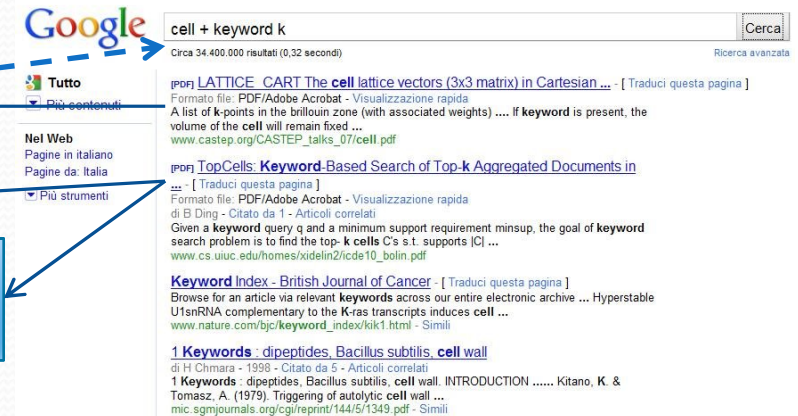 Google
cell + keyword k
Cerca
Circa 34.400.000 risultati (0,32 secondi)
Ricerca avanzata
Tutto
Più contenuti
Nel Web
Pagine in italiano
Pagine da: Italia
Più strumenti
[PDF] LATTICE_CART The cell lattice vectors (3x3 matrix) in Cartesian ... - [ Traduci questa pagina ]
Formato file: PDF/Adobe Acrobat - Visualizzazione rapida
A list of k-points in the brillouin zone (with associated weights) .... If keyword is present, the
volume of the cell will remain fixed ...
www.castep.org/CASTEP_talks_07/cell.pdf
[PDF] TopCells: Keyword-Based Search of Top-k Aggregated Documents in
... - [ Traduci questa pagina ]
Formato file: PDF/Adobe Acrobat - Visualizzazione rapida
di B Ding - Citato da 1 - Articoli correlati
Given a keyword query q and a minimum support requirement minsup, the goal of keyword
search problem is to find the top- k cells C's s.t. supports |C| ...
www.cs.uiuc.edu/homes/xidelin2/icde10_bolin.pdf
Keyword Index - British Journal of Cancer - [ Traduci questa pagina ]
Browse for an article via relevant keywords across our entire electronic archive ... Hyperstable
U1snRNA complementary to the K-ras transcripts induces cell ...
www.nature.com/bjc/keyword_index/kik1.html - Simili
1 Keywords : dipeptides, Bacillus subtilis, cell wall
di H Chmara - 1998 - Citato da 5 - Articoli correlati
1 Keywords : dipeptides, Bacillus subtilis, cell wall. INTRODUCTION ...... Kitano, K. &
Tomasz, A. (1979). Triggering of autolytic cell wall ...
mic.sgmjournals.org/cgi/reprint/144/5/1349.pdf - Simili